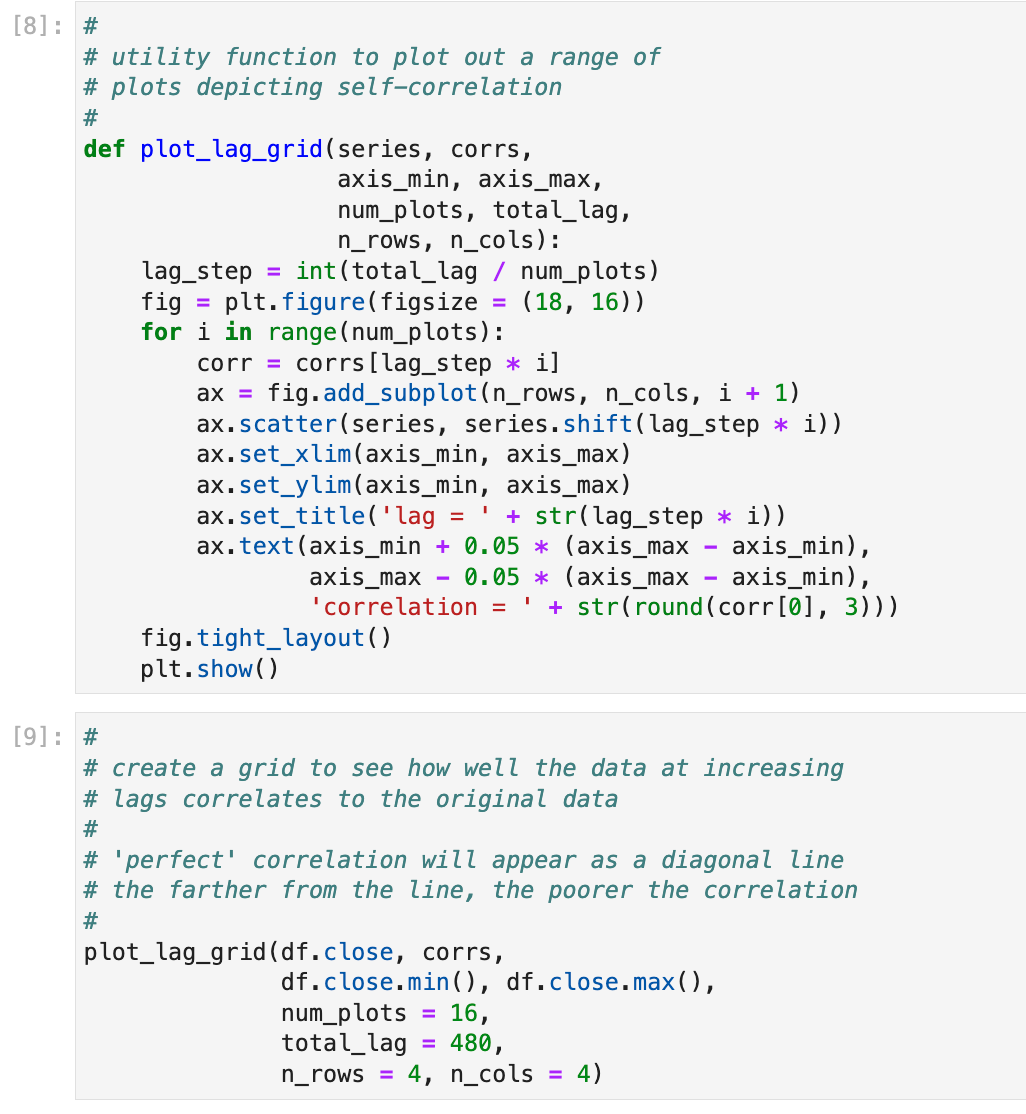 [8]: #
# utility function to plot out a range of
# plots depicting self-correlation
#
def plot_lag_grid(series, corrs,
                  axis_min, axis_max,
                  num_plots, total_lag,
                  n_rows, n_cols):
    lag_step = int(total_lag / num_plots)
    fig = plt.figure(figsize = (18, 16))
    for i in range(num_plots):
        corr = corrs[lag_step * i]
        ax = fig.add_subplot(n_rows, n_cols, i + 1)
        ax.scatter(series, series.shift(lag_step * i))
        ax.set_xlim(axis_min, axis_max)
        ax.set_ylim(axis_min, axis_max)
        ax.set_title('lag = ' + str(lag_step * i))
        ax.text(axis_min + 0.05 * (axis_max - axis_min),
                axis_max - 0.05 * (axis_max - axis_min),
                'correlation = ' + str(round(corr[0], 3)))
    fig.tight_layout()
    plt.show()
[9]: #
# create a grid to see how well the data at increasing
# lags correlates to the original data
#
# 'perfect' correlation will appear as a diagonal line
# the farther from the line, the poorer the correlation
#
plot_lag_grid(df.close, corrs,
              df.close.min(), df.close.max(),
              num_plots = 16,
              total_lag = 480,
              n_rows = 4, n_cols = 4)